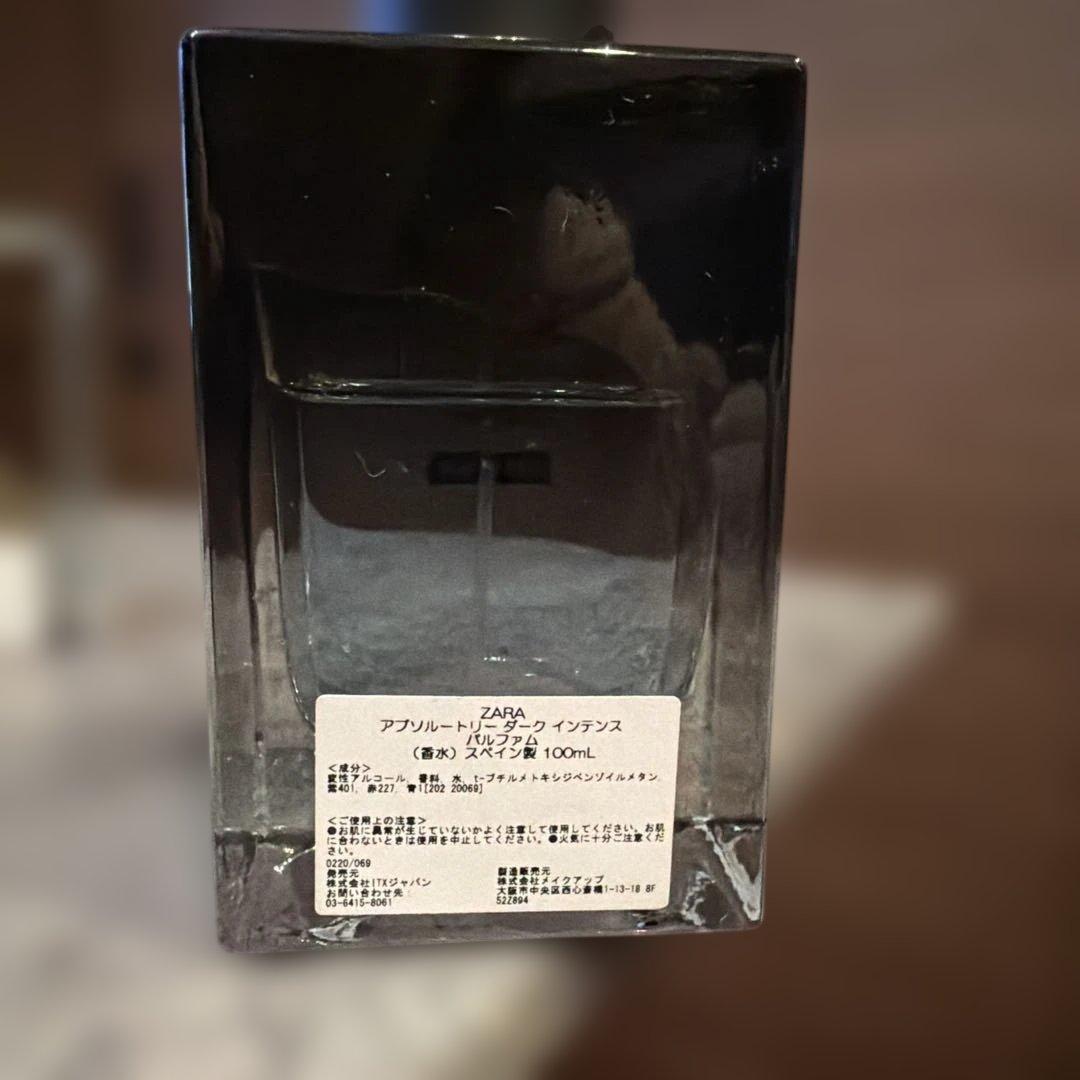 ZARA
アブソルートリー ダーク インテンス
パルファム
（香水）スペイン製 100mL
＜成分＞
変性アルコール、香料、水、t-ブチルメトキシジベンゾイルメタン、
紫401、赤227、青1[202 20069]
＜ご使用上の注意＞
●お肌に異常が生じていないかよく注意して使用してください。お肌
に合わないときは使用を中止してください。●火気に十分ご注意くだ
さい。
0220/069
発売元
株式会社ITXジャパン
お問い合わせ先：
03-6415-8061
製造販売元
株式会社メイクアップ
大阪市中央区西心斎橋1-13-18 8F
52Z894